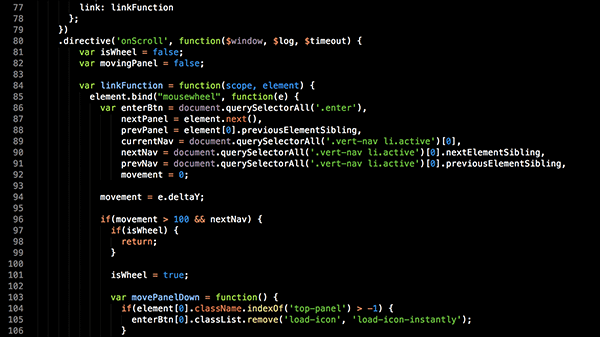 77 link: linkFunction
78 };
79 })
80 .directive('onScroll', function($window, $log, $timeout) {
81 var isWheel = false;
82 var movingPanel = false;
83
84 var linkFunction = function(scope, element) {
85 element.bind("mousewheel", function(e) {
86 var enterBtn = document.querySelectorAll('.enter'),
87 nextPanel = element.next(),
88 prevPanel = element[0].previousElementSibling,
89 currentNav = document.querySelectorAll('.vert-nav li.active')[0],
90 nextNav = document.querySelectorAll('.vert-nav li.active')[0].nextElementSibling,
91 prevNav = document.querySelectorAll('.vert-nav li.active')[0].previousElementSibling,
92 movement = 0;
93
94 movement = e.deltaY;
95
96 if(movement > 100 && nextNav) {
97 if(isWheel) {
98 return;
99 }
100
101 isWheel = true;
102
103 var movePanelDown = function() {
104 if(element[0].className.indexOf('top-panel') > -1) {
105 enterBtn[0].classList.remove('load-icon', 'load-icon-instantly');
106 }